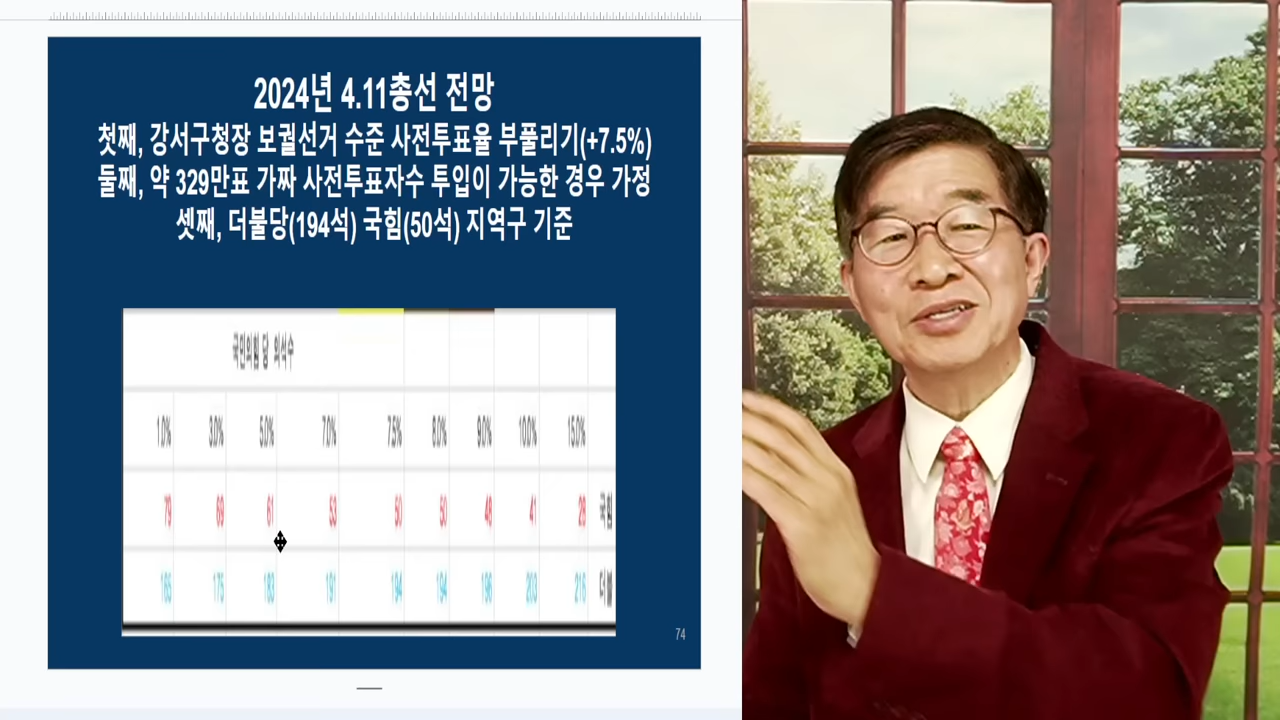 2024년 4.11총선 전망
첫째, 강서구청장 보궐선거 수준 사전투표율 부풀리기(+7.5%)
둘째, 약 329만표 가짜 사전투표자수 투입이 가능한 경우 가정
셋째, 더불당(194석) 국힘(50석) 지역구 기준
국민의힘 당 의석수
1.0% 3.0% 5.0% 7.0% 7.5% 8.0% 9.0% 10.0% 15.0%
79 69 61 53 50 50 48 41 28 국힘
165 175 183 191 194 194 196 203 216 더불
74